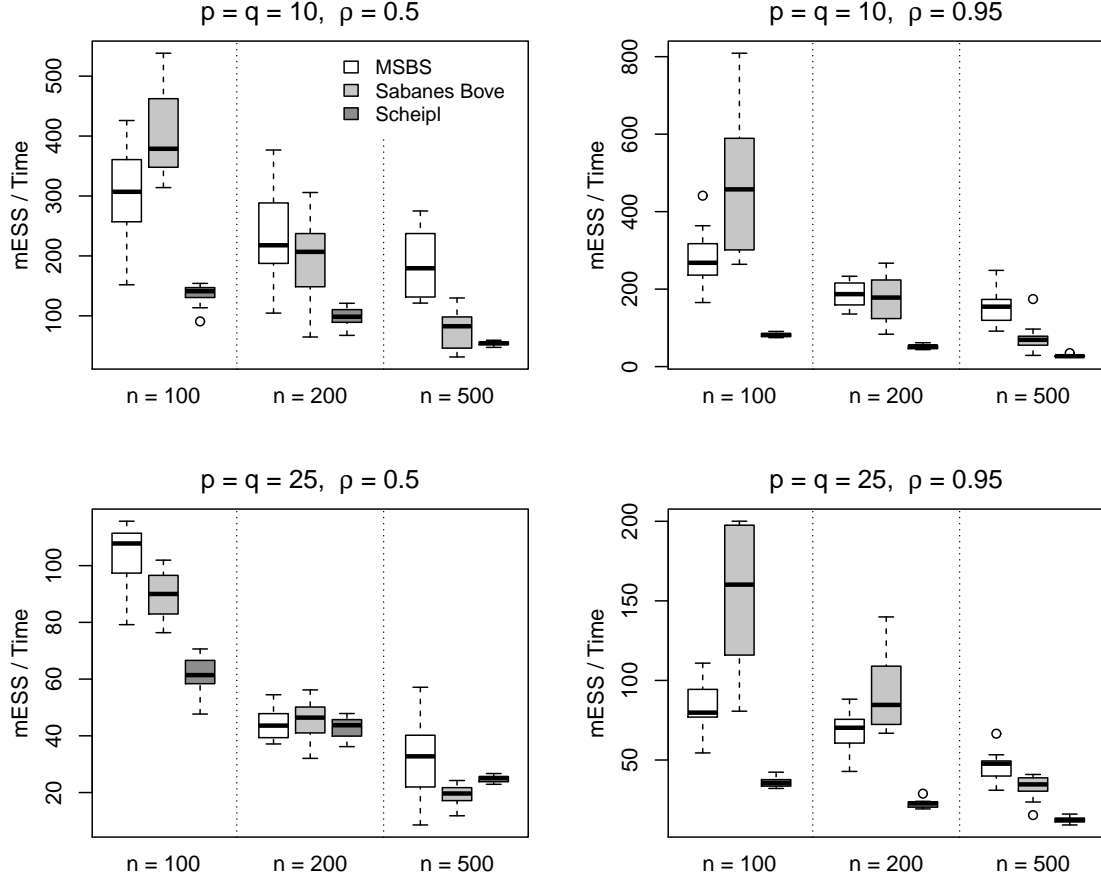 p = q = 10, ρ = 0.5
mESS / Time
500
400
300
200
100
MSBS
Sabanes Bove
Scheipl
n = 100
n = 200
n = 500
p = q = 10, ρ = 0.95
mESS / Time
800
600
400
200
0
n = 100
n = 200
n = 500
p = q = 25, ρ = 0.5
mESS / Time
100
80
60
40
20
n = 100
n = 200
n = 500
p = q = 25, ρ = 0.95
mESS / Time
200
150
100
50
n = 100
n = 200
n = 500